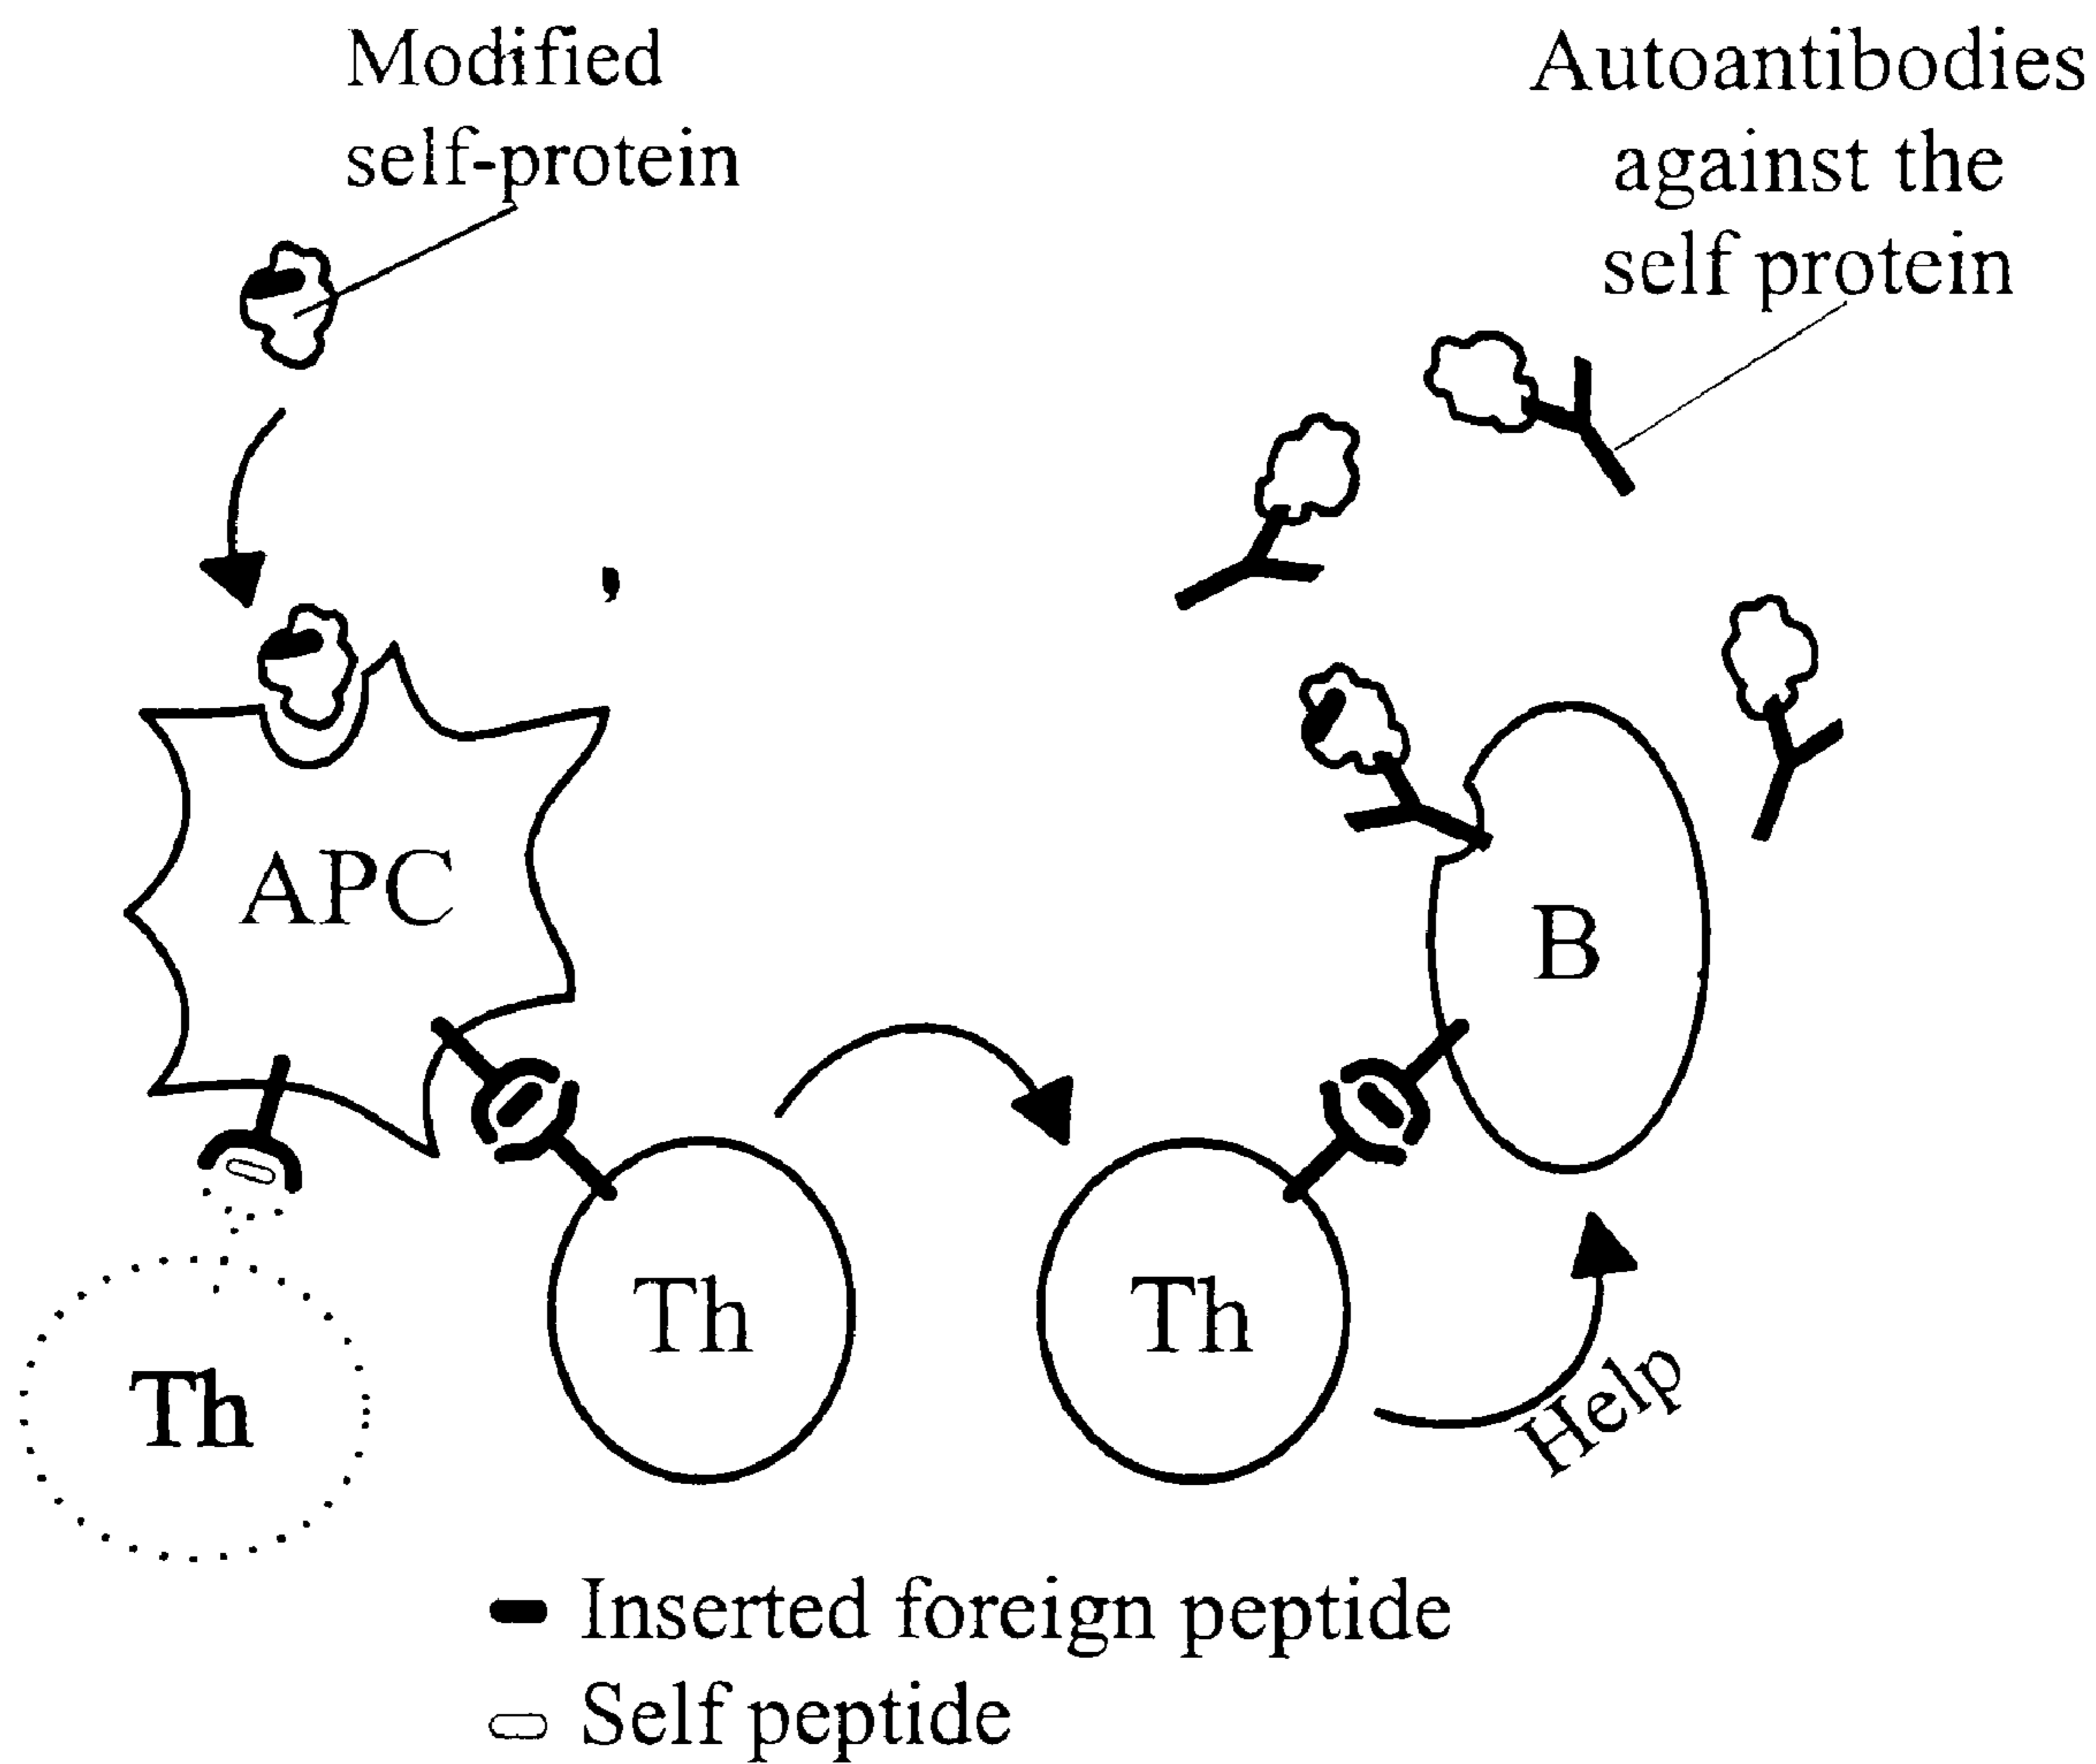 Modified
self-protein
Autoantibodies
against the
self protein
APC
B
Th
Th
Th
Help
Inserted foreign peptide
Self peptide